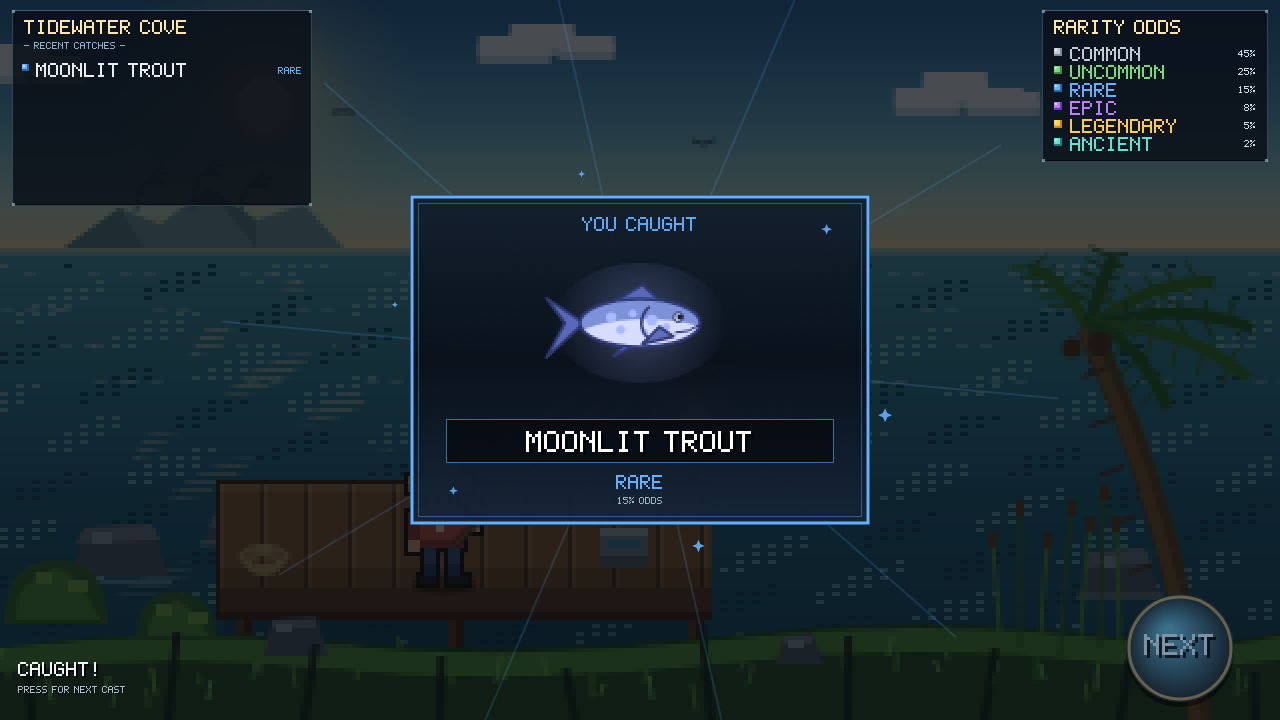 TIDEWATER COVE
~ RECENT CATCHES ~
MOONLIT TROUT RARE
RARITY ODDS
COMMON 45%
UNCOMMON 25%
RARE 15%
EPIC 8%
LEGENDARY 5%
ANCIENT 2%
YOU CAUGHT
MOONLIT TROUT
RARE
15% ODDS
CAUGHT!
PRESS FOR NEXT CAST
NEXT